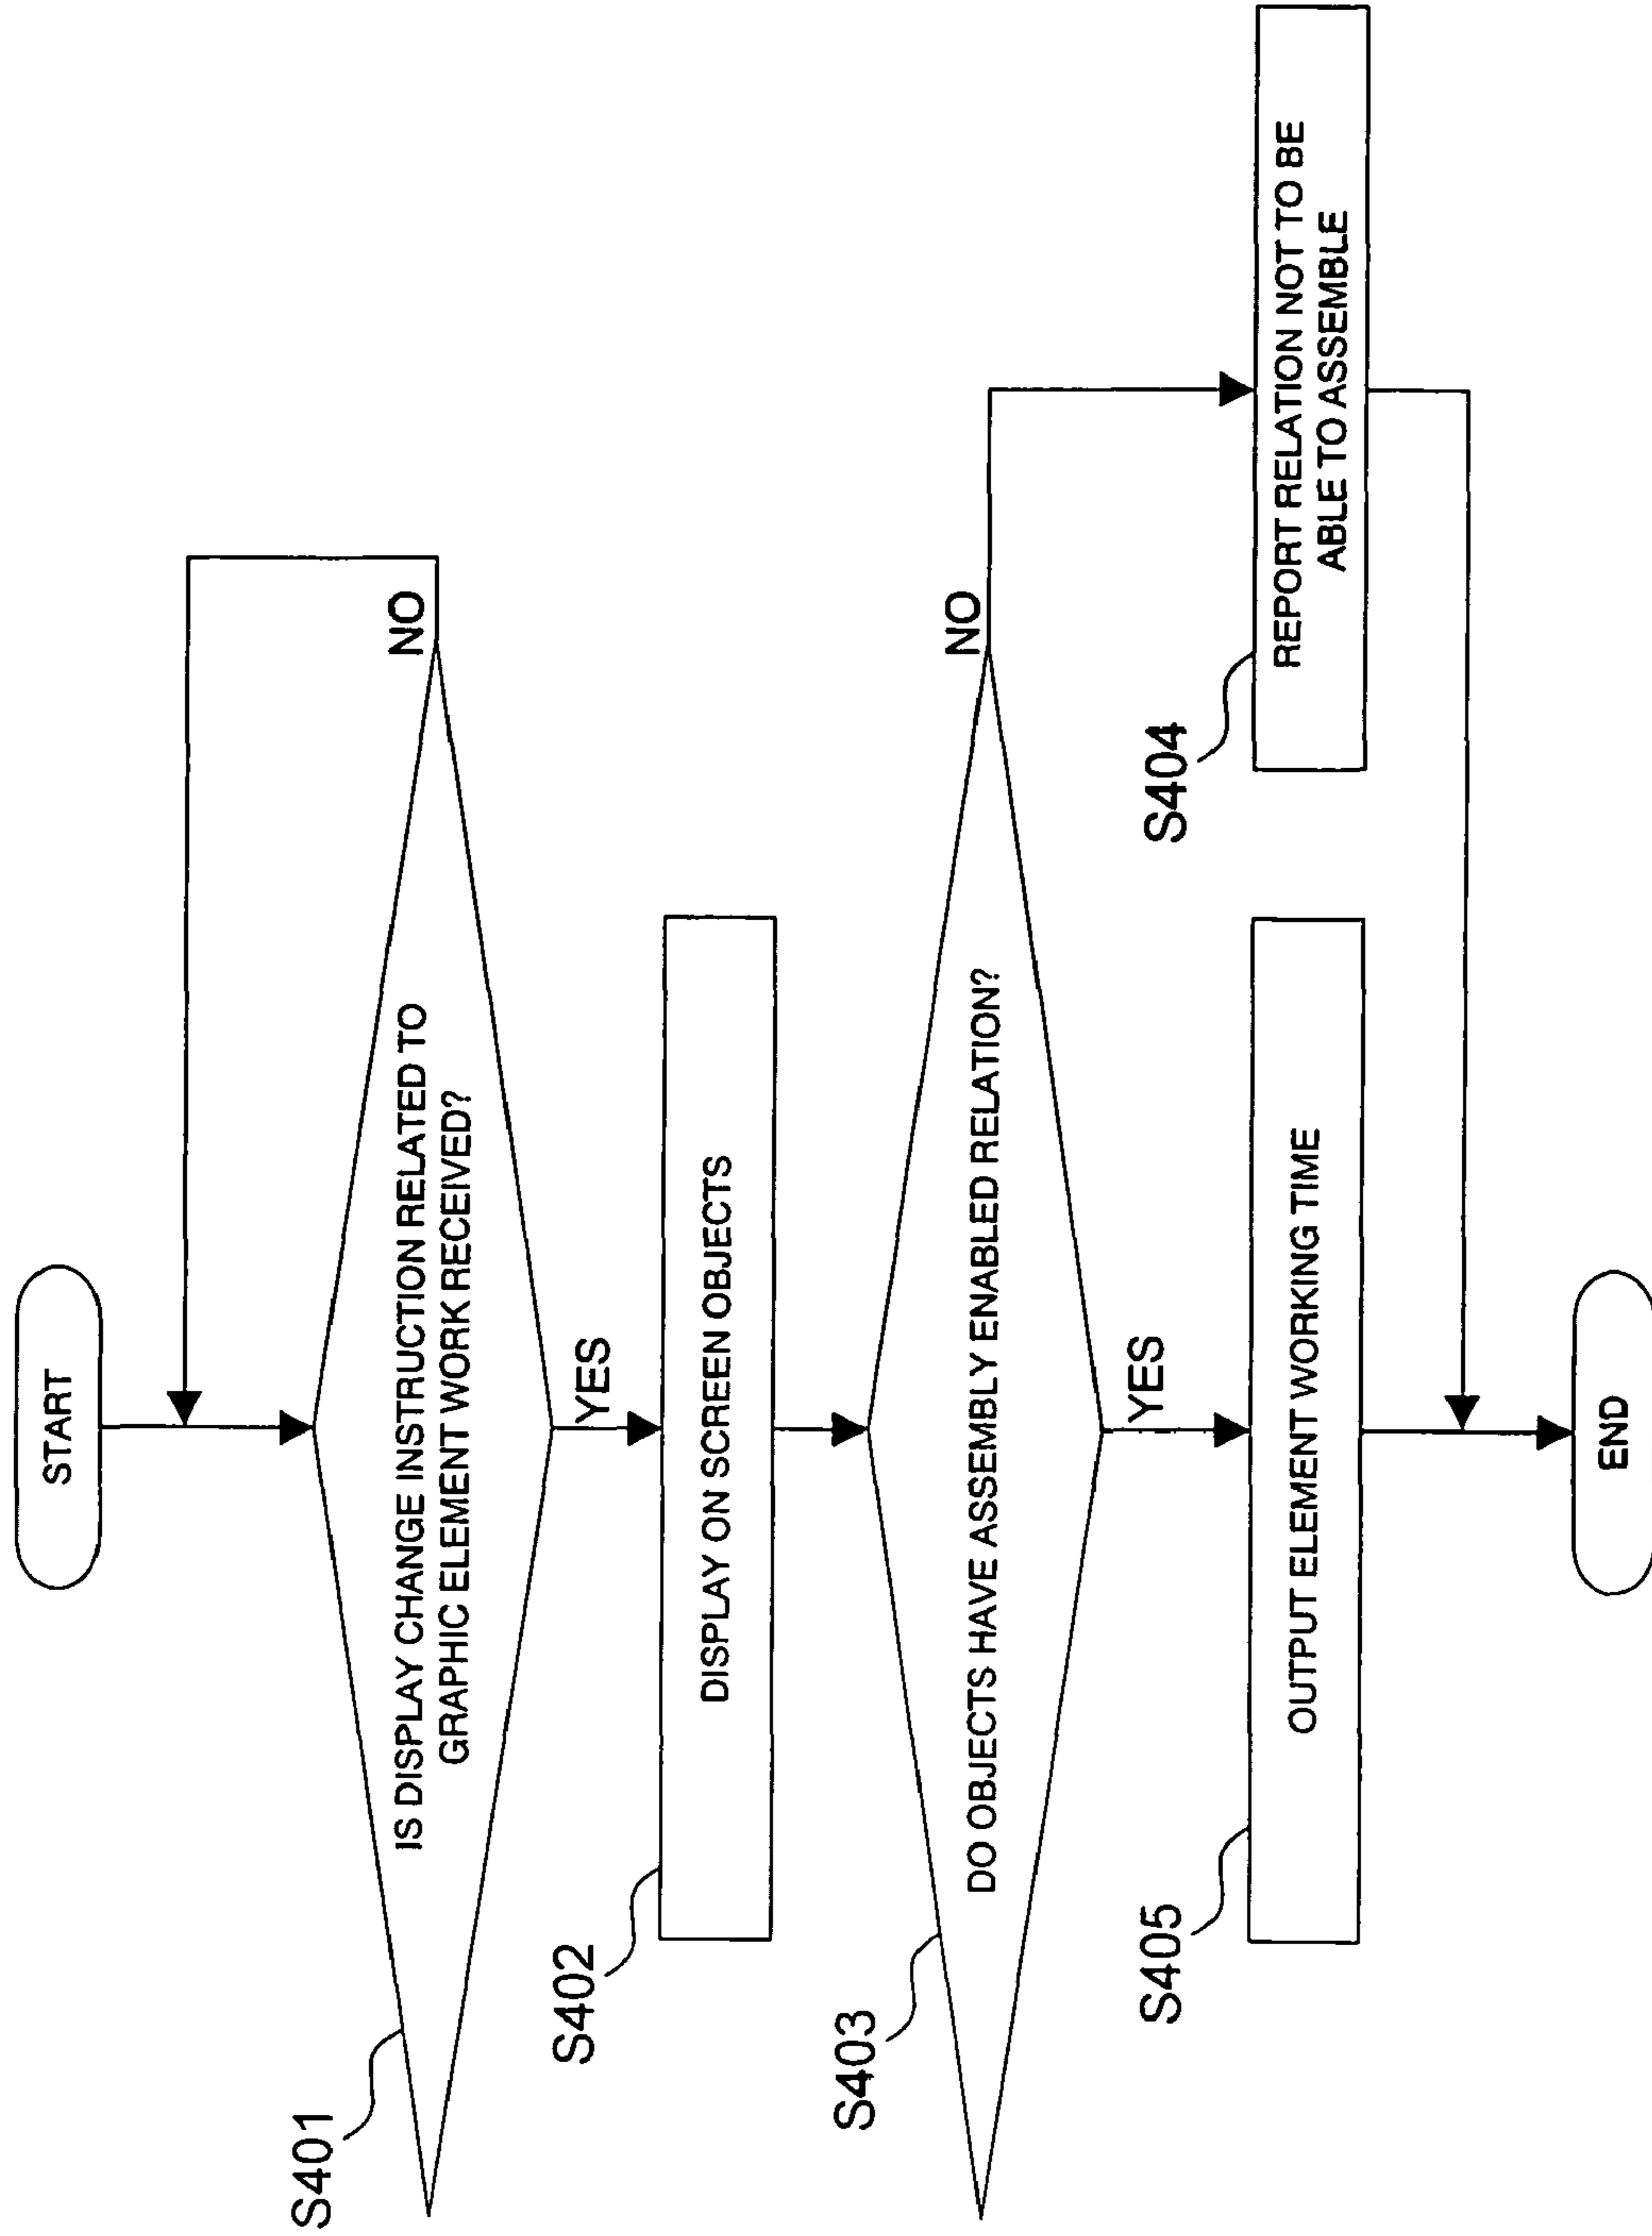 START
S401
IS DISPLAY CHANGE INSTRUCTION RELATED TO
GRAPHIC ELEMENT WORK RECEIVED?
NO
YES
S402
DISPLAY ON SCREEN OBJECTS
S403
DO OBJECTS HAVE ASSEMBLY ENABLED RELATION?
NO
YES
S404
REPORT RELATION NOT TO BE
ABLE TO ASSEMBLE
S405
OUTPUT ELEMENT WORKING TIME
END